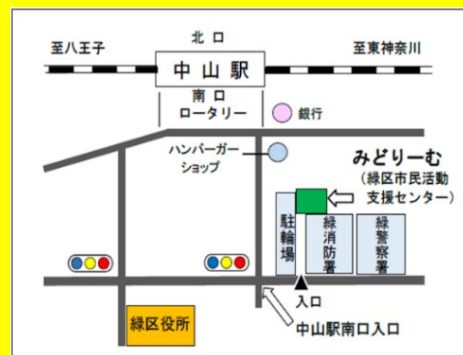 北口
至八王子
至東神奈川
中山駅
南口
ロータリー
銀行
ハンバーガー
ショップ
みどりーむ
(緑区市民活動
支援センター)
駐輪場
緑消防署
緑警察署
入口
緑区役所
中山駅南口入口